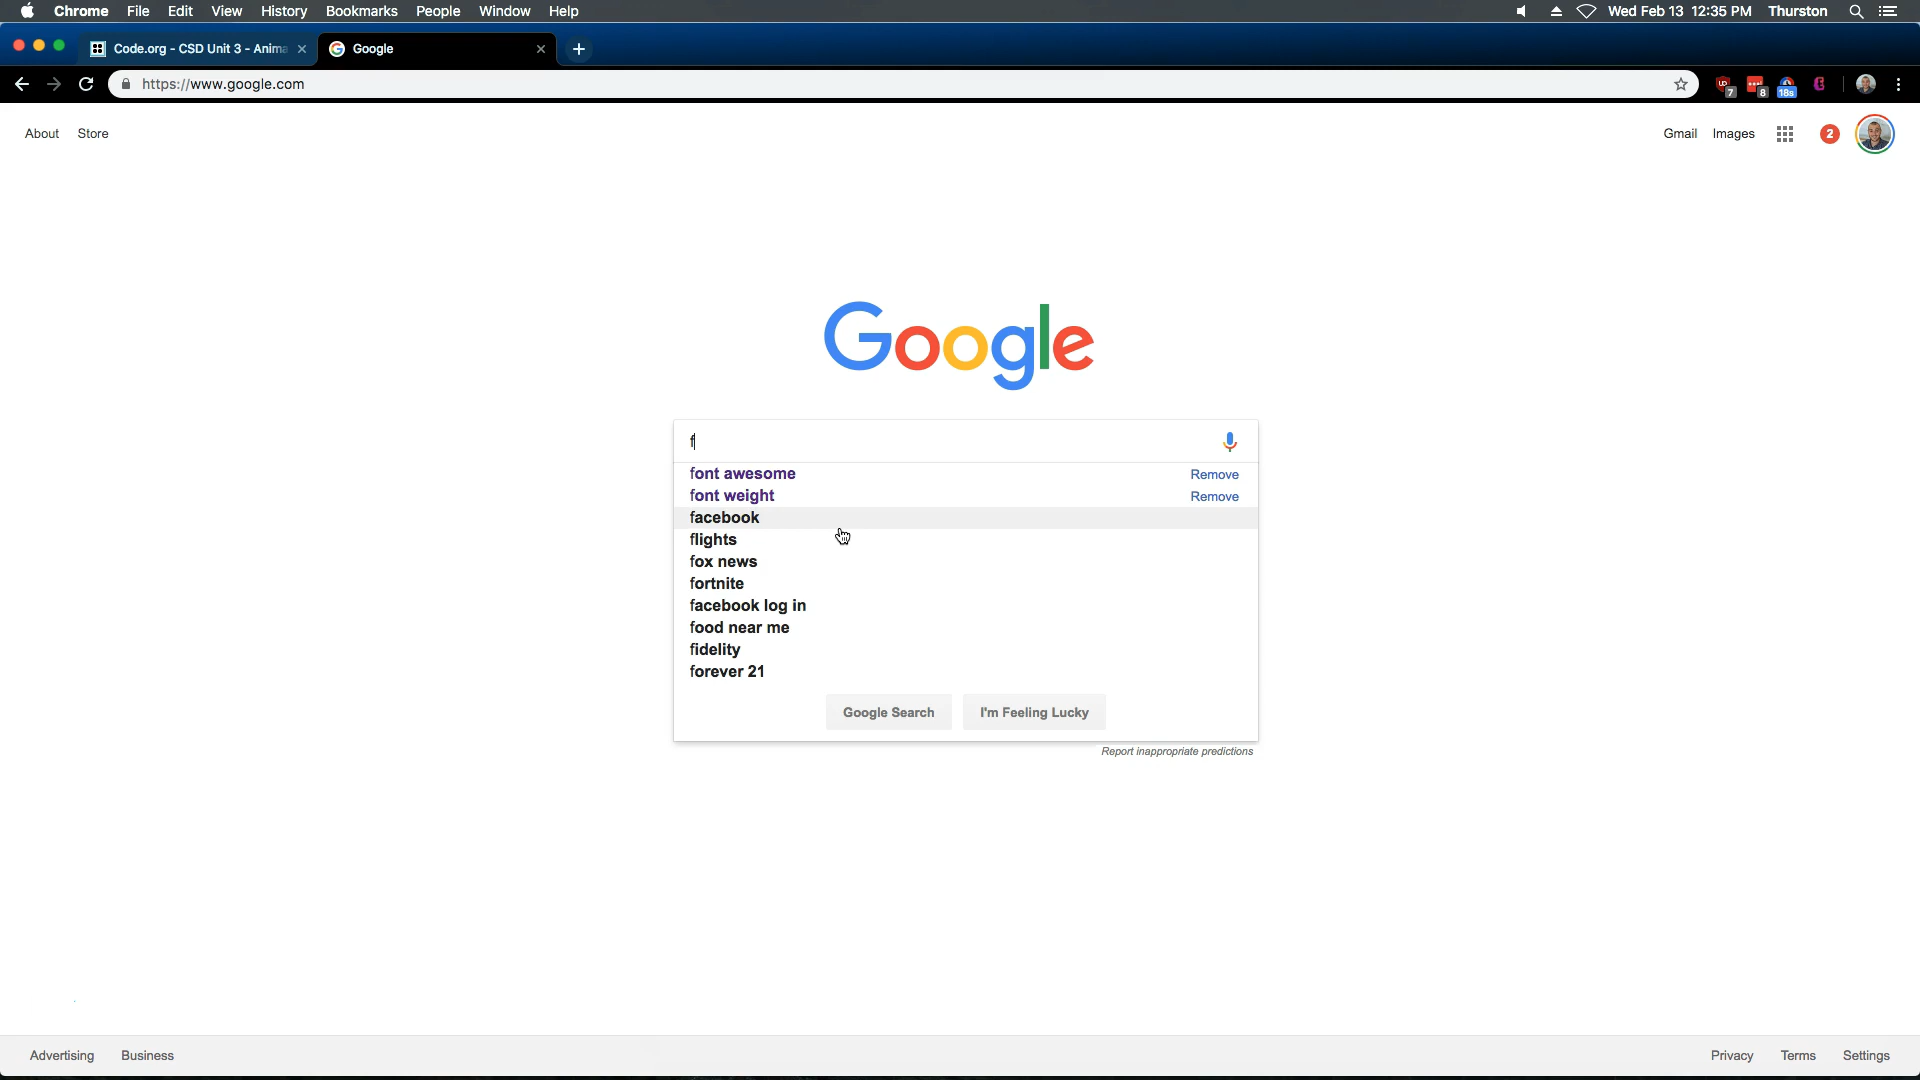 Chrome File Edit View History Bookmarks People Window Help Wed Feb 13 12:35 PM Thurston
Code.org - CSD Unit 3 - Anima Google
https://www.google.com 7 8 18s
About Store Gmail Images 2
Google
f
font awesome Remove
font weight Remove
facebook
flights
fox news
fortnite
facebook log in
food near me
fidelity
forever 21
Google Search I'm Feeling Lucky
Report inappropriate predictions
Advertising Business Privacy Terms Settings